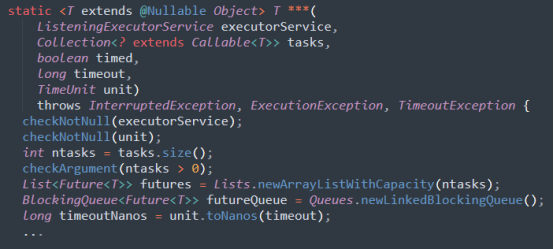 static <T extends @Nullable Object> T ***(
ListeningExecutorService executorService,
Collection<? extends Callable<T>> tasks,
boolean timed,
long timeout,
TimeUnit unit)
throws InterruptedException, ExecutionException, TimeoutException {
checkNotNull(executorService);
checkNotNull(unit);
int ntasks = tasks.size();
checkArgument(ntasks > 0);
List<Future<T>> futures = Lists.newArrayListWithCapacity(ntasks);
BlockingQueue<Future<T>> futureQueue = Queues.newLinkedBlockingQueue();
long timeoutNanos = unit.toNanos(timeout);
...